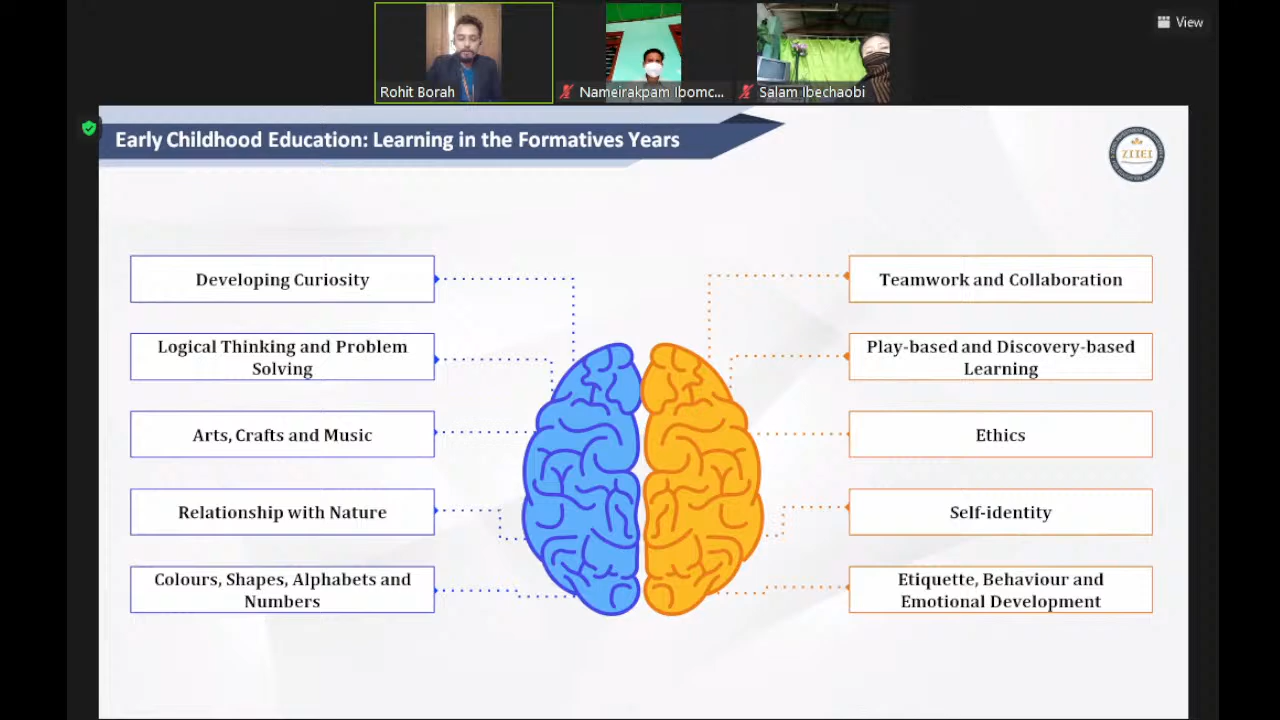 View
Rohit Borah
Nameirakpam Ibomc...
Salam Ibechaobi
Early Childhood Education: Learning in the Formatives Years
ZIIEI
Developing Curiosity
Logical Thinking and Problem
Solving
Arts, Crafts and Music
Relationship with Nature
Colours, Shapes, Alphabets and
Numbers
Teamwork and Collaboration
Play-based and Discovery-based
Learning
Ethics
Self-identity
Etiquette, Behaviour and
Emotional Development